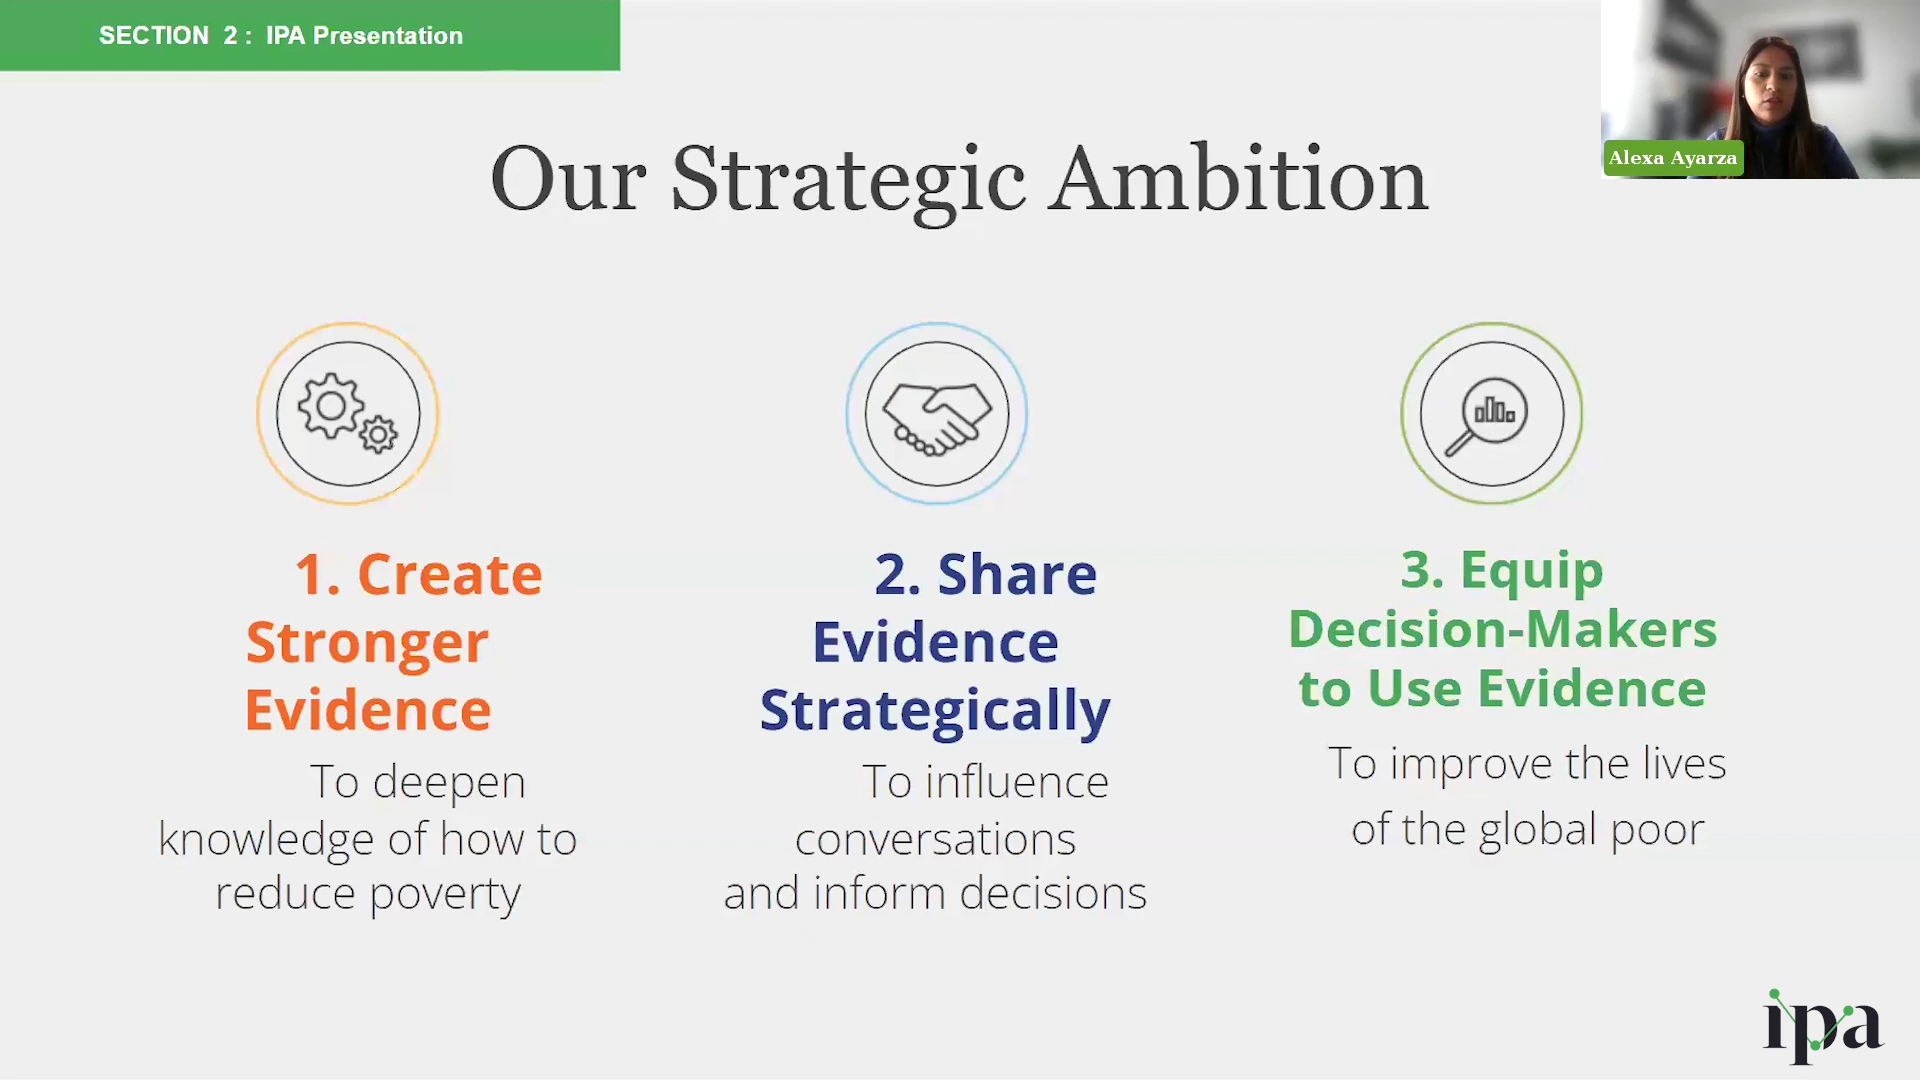 SECTION 2 : IPA Presentation
Alexa Ayarza
Our Strategic Ambition
1. Create
Stronger
Evidence
To deepen
knowledge of how to
reduce poverty
2. Share
Evidence
Strategically
To influence
conversations
and inform decisions
3. Equip
Decision-Makers
to Use Evidence
To improve the lives
of the global poor
ipa